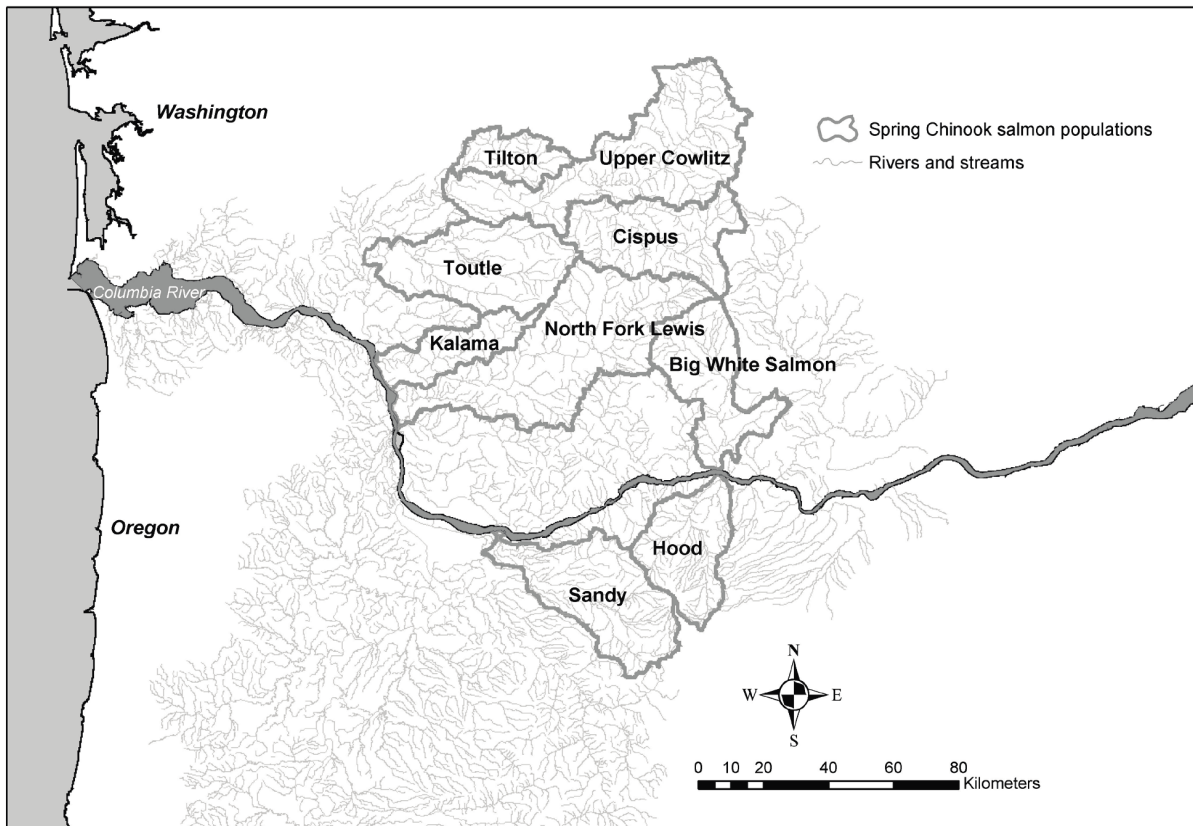 Washington
Tilton
Upper Cowlitz
Spring Chinook salmon populations
Rivers and streams
Cispus
Toutle
Columbia River
North Fork Lewis
Kalama
Big White Salmon
Oregon
Hood
Sandy
N
W E
S
0 10 20 40 60 80
Kilometers